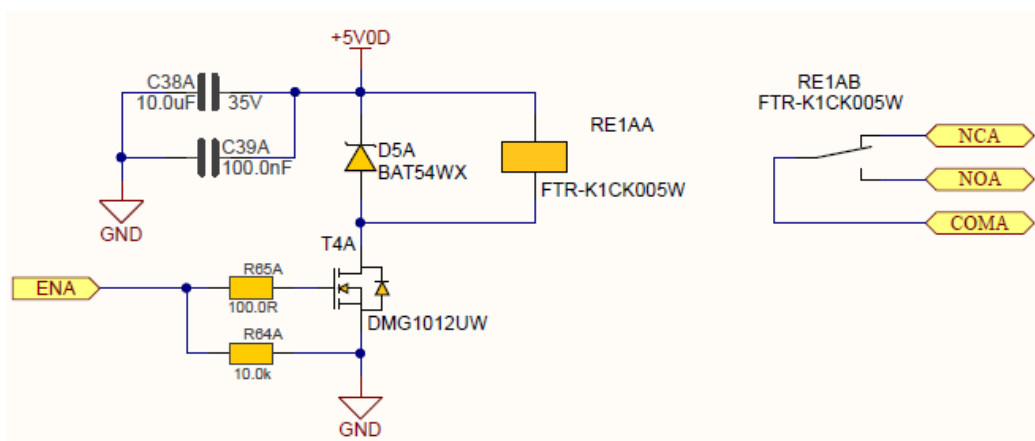 +5V0D
C38A
10.0uF
35V
C39A
100.0nF
GND
D5A
BAT54WX
RE1AA
FTR-K1CK005W
RE1AB
FTR-K1CK005W
NCA
NOA
COMA
T4A
ENA
R65A
100.0R
DMG1012UW
R64A
10.0k
GND